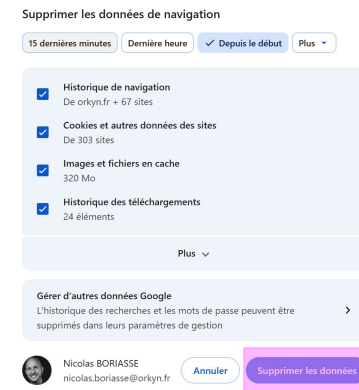 Supprimer les données de navigation
15 dernières minutes Dernière heure Depuis le début Plus
Historique de navigation
De orkyn.fr + 67 sites
Cookies et autres données des sites
De 303 sites
Images et fichiers en cache
320 Mo
Historique des téléchargements
24 éléments
Plus
Gérer d'autres données Google
L'historique des recherches et les mots de passe peuvent être
supprimés dans leurs paramètres de gestion
Nicolas BORIASSE
nicolas.boriasse@orkyn.fr
Annuler Supprimer les données